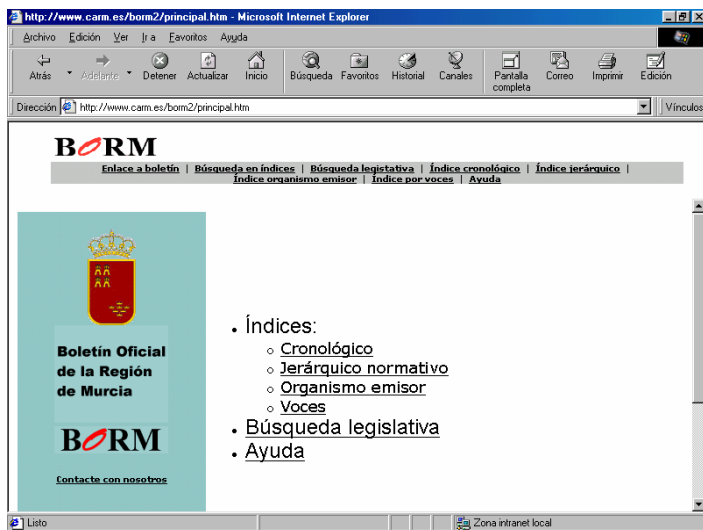 http://www.carm.es/borm2/principal.htm - Microsoft Internet Explorer
Archivo Edición Ver Ir a Favoritos Ayuda
Atrás Adelante Detener Actualizar Inicio Búsqueda Favoritos Historial Canales Pantalla completa Correo Imprimir Edición
Dirección http://www.carm.es/borm2/principal.htm Vínculos
BORM
Enlace a boletín | Búsqueda en índices | Búsqueda legistativa | Índice cronológico | Índice jerárquico |
Índice organismo emisor | Índice por voces | Ayuda
Boletín Oficial
de la Región
de Murcia
BORM
Contacte con nosotros
Índices:
Cronológico
Jerárquico normativo
Organismo emisor
Voces
Búsqueda legislativa
Ayuda
Listo Zona intranet local